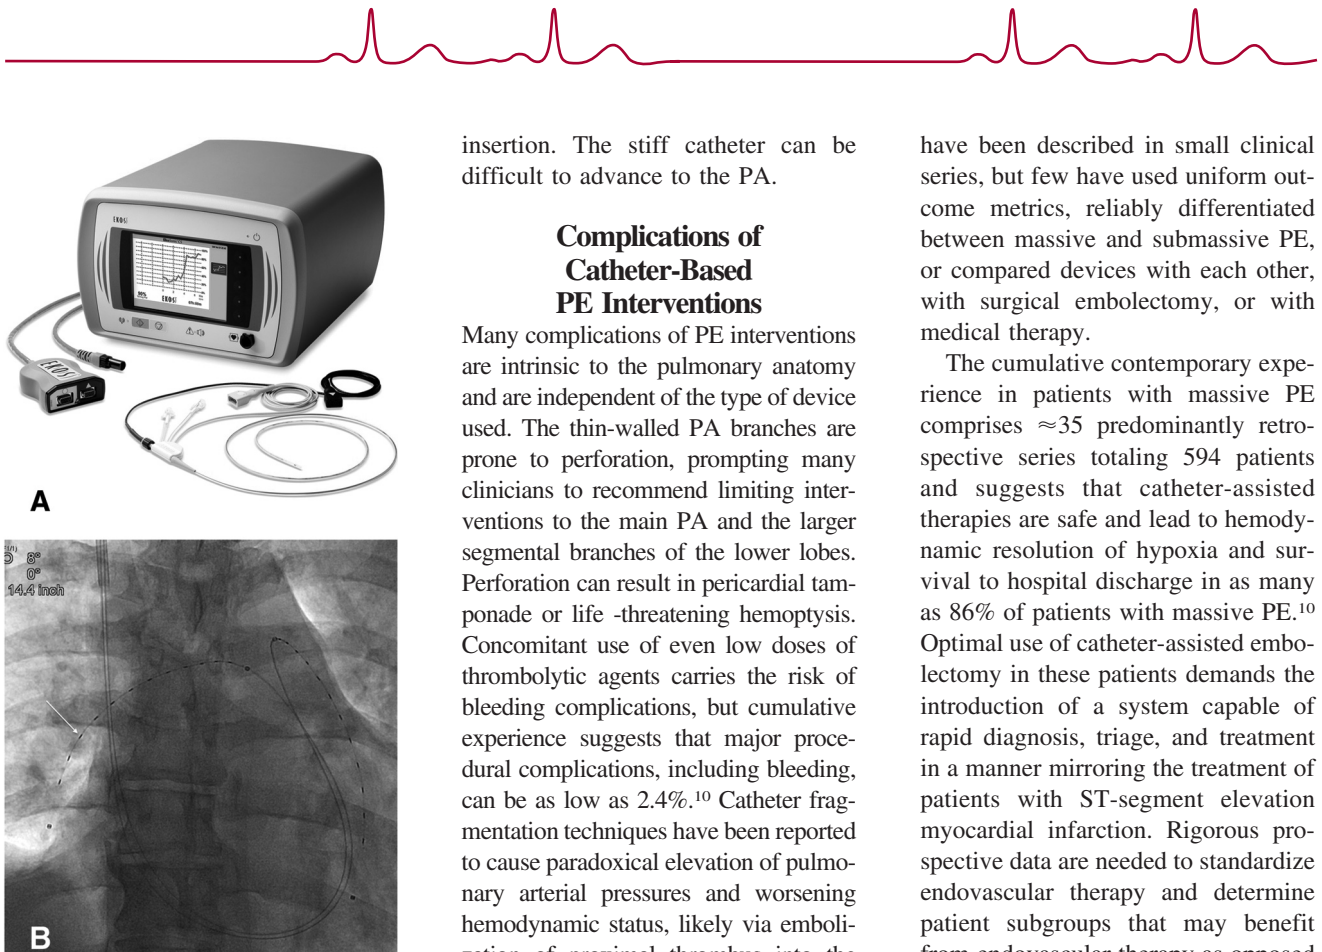 EKOS
EKOS
EKOS
A
8°
0°
14.4 inch
B
insertion. The stiff catheter can be
difficult to advance to the PA.
Complications of
Catheter-Based
PE Interventions
Many complications of PE interventions
are intrinsic to the pulmonary anatomy
and are independent of the type of device
used. The thin-walled PA branches are
prone to perforation, prompting many
clinicians to recommend limiting inter-
ventions to the main PA and the larger
segmental branches of the lower lobes.
Perforation can result in pericardial tam-
ponade or life -threatening hemoptysis.
Concomitant use of even low doses of
thrombolytic agents carries the risk of
bleeding complications, but cumulative
experience suggests that major proce-
dural complications, including bleeding,
can be as low as 2.4%.¹⁰ Catheter frag-
mentation techniques have been reported
to cause paradoxical elevation of pulmo-
nary arterial pressures and worsening
hemodynamic status, likely via emboli-
zation of proximal thrombus into the
have been described in small clinical
series, but few have used uniform out-
come metrics, reliably differentiated
between massive and submassive PE,
or compared devices with each other,
with surgical embolectomy, or with
medical therapy.
The cumulative contemporary expe-
rience in patients with massive PE
comprises ≈35 predominantly retro-
spective series totaling 594 patients
and suggests that catheter-assisted
therapies are safe and lead to hemody-
namic resolution of hypoxia and sur-
vival to hospital discharge in as many
as 86% of patients with massive PE.¹⁰
Optimal use of catheter-assisted embo-
lectomy in these patients demands the
introduction of a system capable of
rapid diagnosis, triage, and treatment
in a manner mirroring the treatment of
patients with ST-segment elevation
myocardial infarction. Rigorous pro-
spective data are needed to standardize
endovascular therapy and determine
patient subgroups that may benefit
from endovascular therapy as opposed